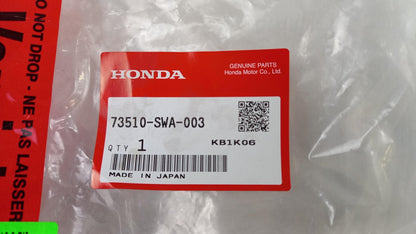 DO NOT DROP - NE PAS LAISSER
HONDA
GENUINE PARTS
Honda Motor Co., Ltd.
73510-SWA-003
QTY 1
KB1K06
MADE IN JAPAN